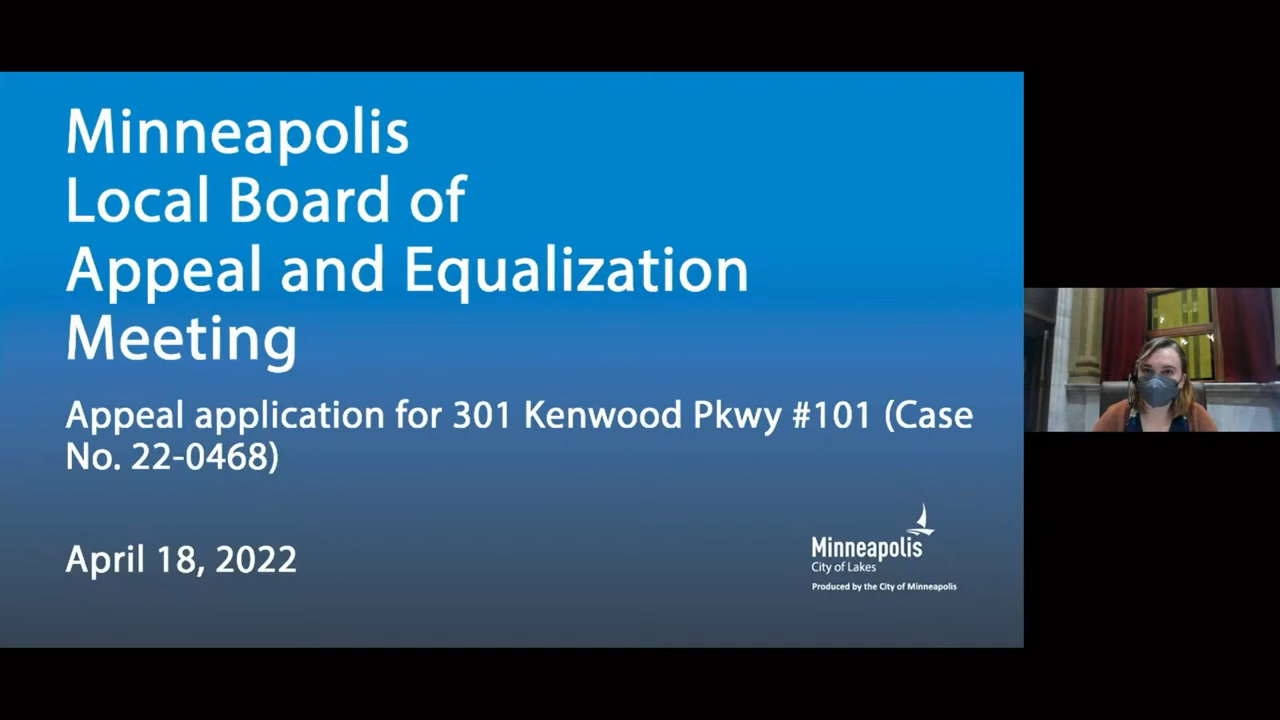 Minneapolis
Local Board of
Appeal and Equalization
Meeting
Appeal application for 301 Kenwood Pkwy #101 (Case
No. 22-0468)
April 18, 2022
Minneapolis
City of Lakes
Produced by the City of Minneapolis